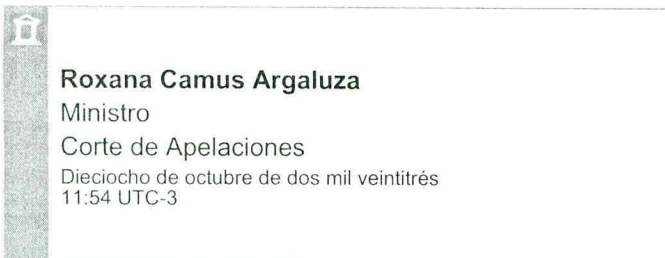 Roxana Camus Argaluza
Ministro
Corte de Apelaciones
Dieciocho de octubre de dos mil veintitrés
11:54 UTC-3